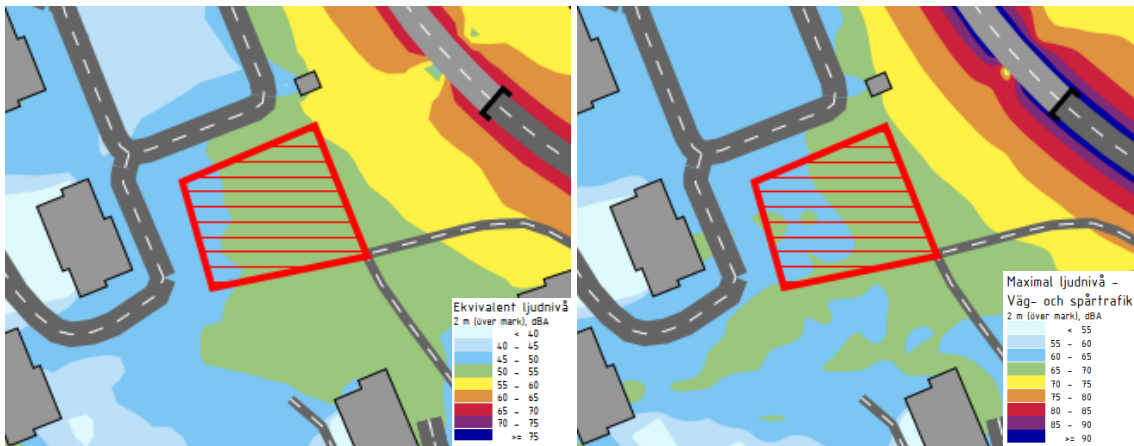 Ekvivalent ljudnivå
2 m (över mark), dBA
< 40
40 - 45
45 - 50
50 - 55
55 - 60
60 - 65
65 - 70
70 - 75
>= 75
Maximal ljudnivå -
Väg- och spårtrafik
2 m (över mark), dBA
< 55
55 - 60
60 - 65
65 - 70
70 - 75
75 - 80
80 - 85
85 - 90
>= 90